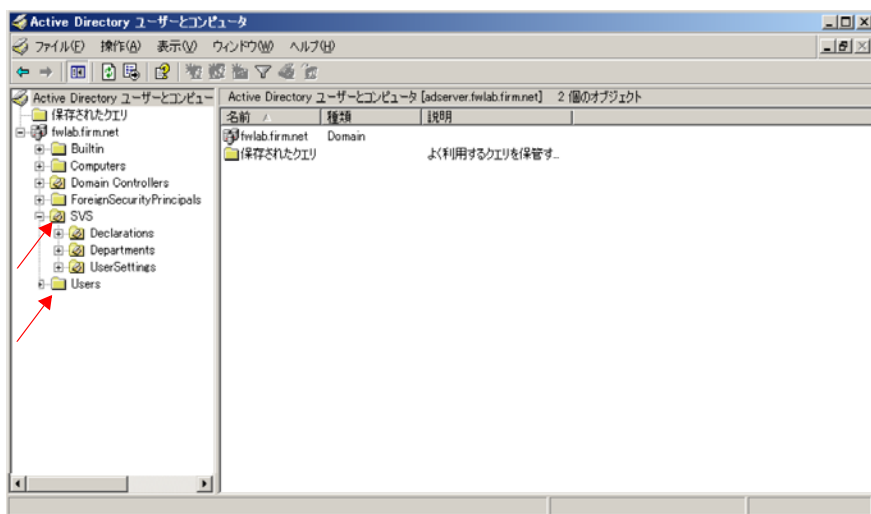 Active Directory ユーザーとコンピュータ
ファイル(F) 操作(A) 表示(V) ウィンドウ(W) ヘルプ(H)
Active Directory ユーザーとコンピュー
Active Directory ユーザーとコンピュータ [adserver.fwlab.firm.net] 2 個のオブジェクト
保存されたクエリ
fwlab.firm.net
Builtin
Computers
Domain Controllers
ForeignSecurityPrincipals
SVS
Declarations
Departments
UserSettings
Users
名前 種類 説明
fwlab.firm.net Domain
保存されたクエリ よく利用するクエリを保管す...